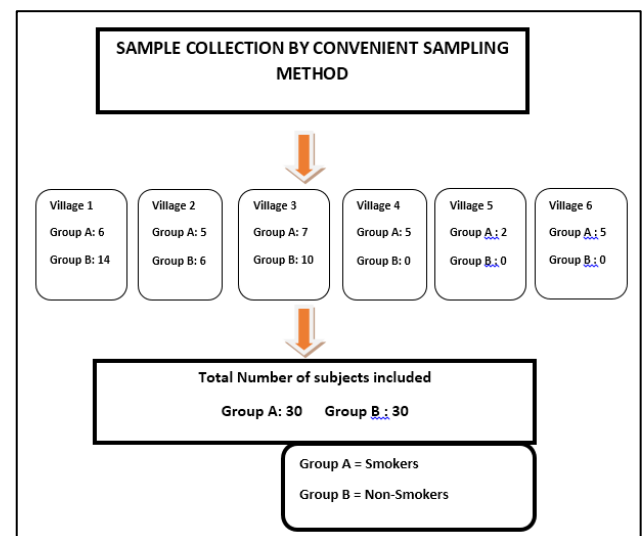 SAMPLE COLLECTION BY CONVENIENT SAMPLING
METHOD
Village 1
Group A: 6
Group B: 14
Village 2
Group A: 5
Group B: 6
Village 3
Group A: 7
Group B: 10
Village 4
Group A: 5
Group B: 0
Village 5
Group A : 2
Group B : 0
Village 6
Group A : 5
Group B : 0
Total Number of subjects included
Group A: 30 Group B : 30
Group A = Smokers
Group B = Non-Smokers